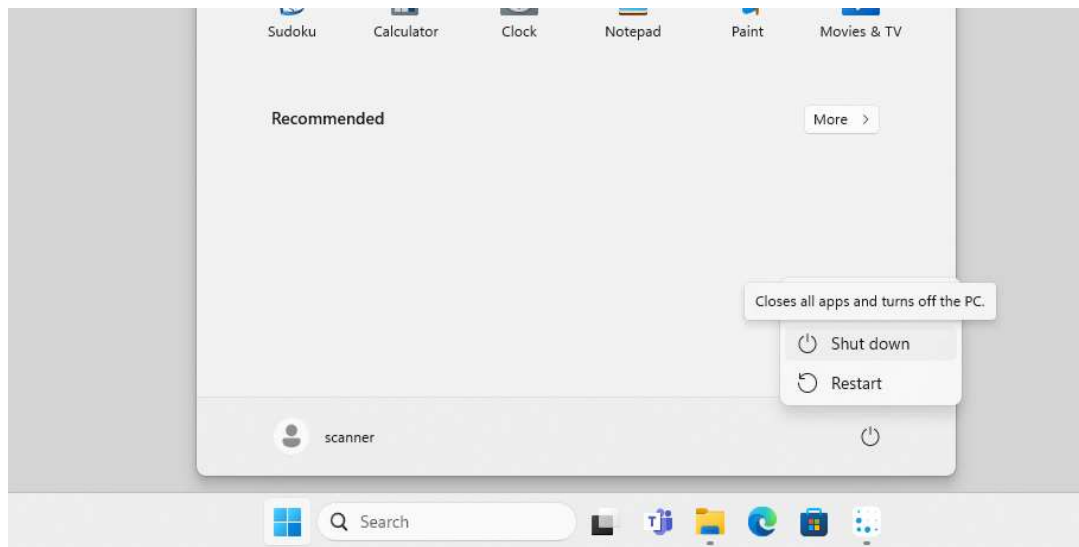 Sudoku Calculator Clock Notepad Paint Movies & TV
Recommended More
Closes all apps and turns off the PC.
Shut down
Restart
scanner
Search